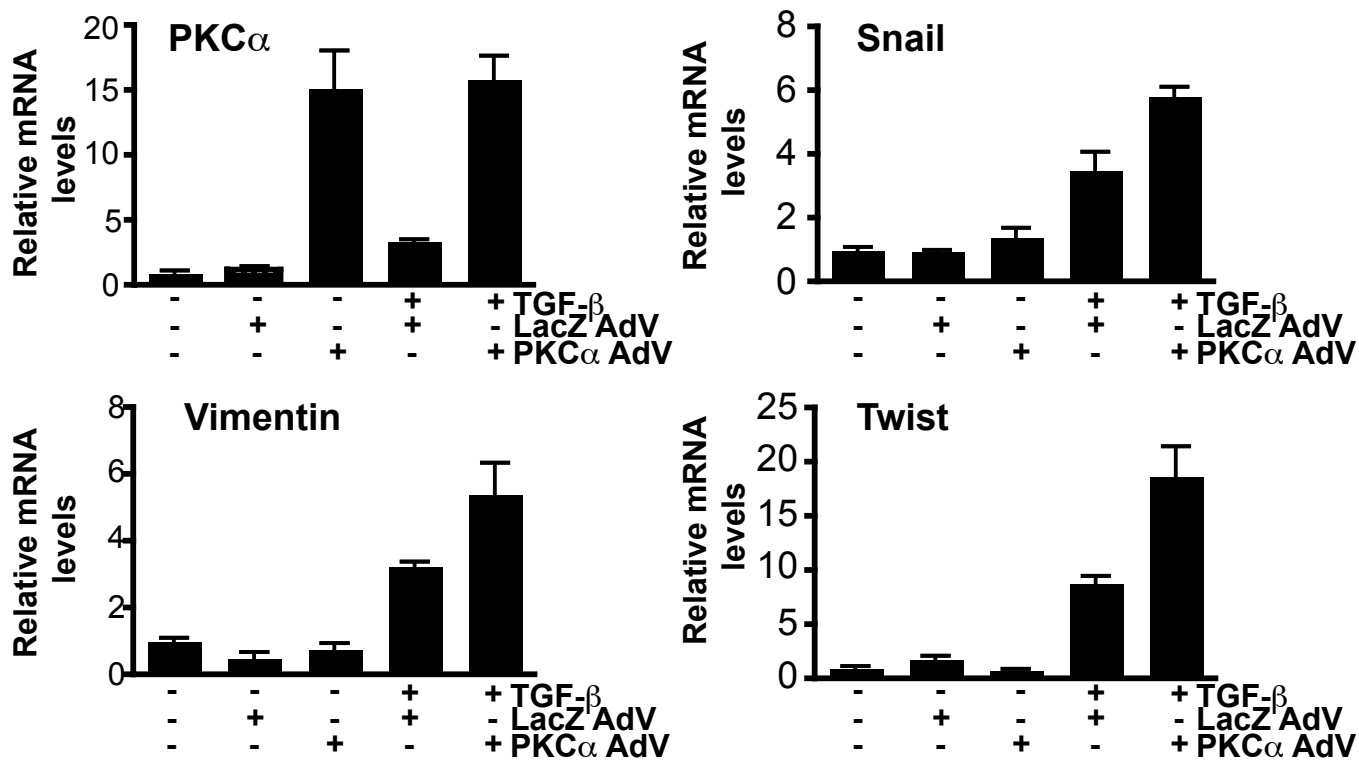 PKCα
Relative mRNA
levels
20
15
10
5
0
- - - + + TGF-β
- + - + - LacZ AdV
- - + - + PKCα AdV
Snail
Relative mRNA
levels
8
6
4
2
0
- - - + + TGF-β
- + - + - LacZ AdV
- - + - + PKCα AdV
Vimentin
Relative mRNA
levels
8
6
4
2
0
- - - + + TGF-β
- + - + - LacZ AdV
- - + - + PKCα AdV
Twist
Relative mRNA
levels
25
20
15
10
5
0
- - - + + TGF-β
- + - + - LacZ AdV
- - + - + PKCα AdV